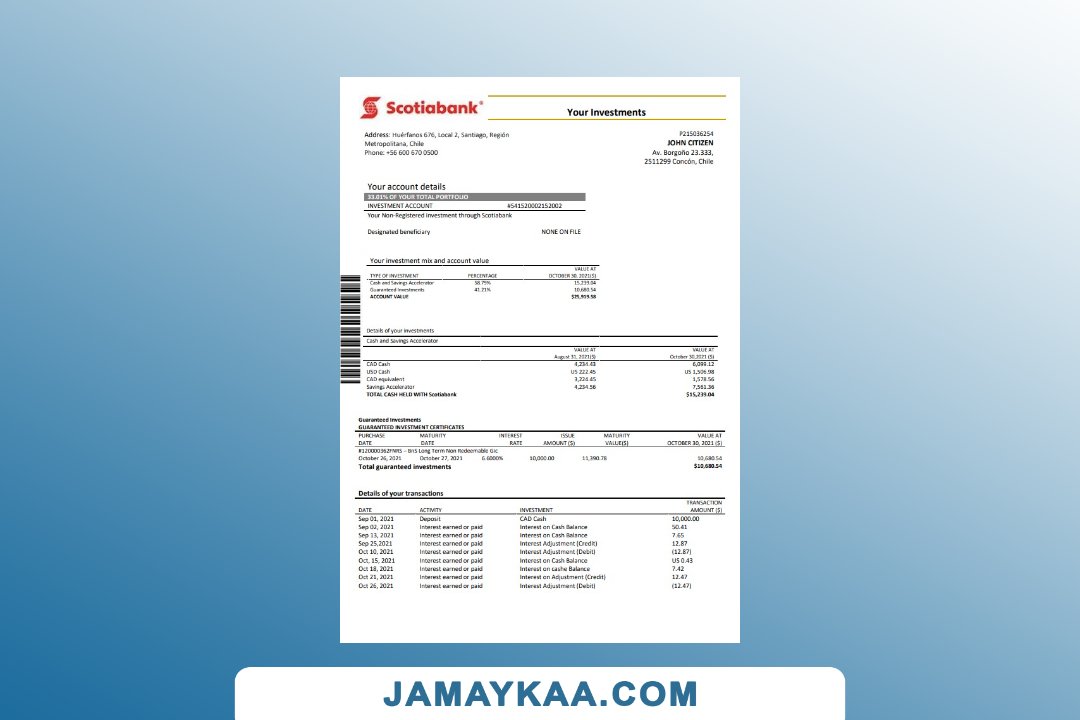 Scotiabank®
Your Investments
Address: Huérfanos 676, Local 2, Santiago, Región
Metropolitana, Chile
Phone: +56 600 670 0500
P215036254
JOHN CITIZEN
Av. Borgoño 23.333,
2511299 Concón, Chile
Your account details
33.01% OF YOUR TOTAL PORTFOLIO
INVESTMENT ACCOUNT #541520002152002
Your Non-Registered investment through Scotiabank
Designated beneficiary NONE ON FILE
Your investment mix and account value
VALUE AT
TYPE OF INVESTMENT PERCENTAGE OCTOBER 30, 2021($)
Cash and Savings Accelerator 58.79% 15,239.04
Guaranteed Investments 41.21% 10,680.54
ACCOUNT VALUE $25,919.58
Details of your investments
Cash and Savings Accelerator
VALUE AT VALUE AT
August 31, 2021($) October 30,2021 ($)
CAD Cash 4,234.43 6,099.12
USD Cash US 222.45 US 1,506.98
CAD equivalent 3,224.45 1,578.56
Savings Accelerator 4,234.56 7,561.36
TOTAL CASH HELD WITH Scotiabank $15,239.04
Guaranteed Investments
GUARANTEED INVESTMENT CERTIFICATES
PURCHASE MATURITY INTEREST ISSUE MATURITY VALUE AT
DATE DATE RATE AMOUNT ($) VALUE($) OCTOBER 30, 2021 ($)
#120000362FNRS – BnS Long Term Non Redeemable Gic
October 26, 2021 October 27, 2021 6.6000% 10,000.00 11,390.78 10,680.54
Total guaranteed investments $10,680.54
Details of your transactions
TRANSACTION
DATE ACTIVITY INVESTMENT AMOUNT ($)
Sep 01, 2021 Deposit CAD Cash 10,000.00
Sep 02, 2021 Interest earned or paid Interest on Cash Balance 50.41
Sep 13, 2021 Interest earned or paid Interest on Cash Balance 7.65
Sep 25,2021 Interest earned or paid Interest Adjustment (Credit) 12.87
Oct 10, 2021 Interest earned or paid Interest Adjustment (Debit) (12.87)
Oct, 15, 2021 Interest earned or paid Interest on Cash Balance US 0.43
Oct 18, 2021 Interest earned or paid Interest on cashe Balance 7.42
Oct 21, 2021 Interest earned or paid Interest on Adjustment (Credit) 12.47
Oct 26, 2021 Interest earned or paid Interest Adjustment (Debit) (12.47)
JAMAYKAA.COM